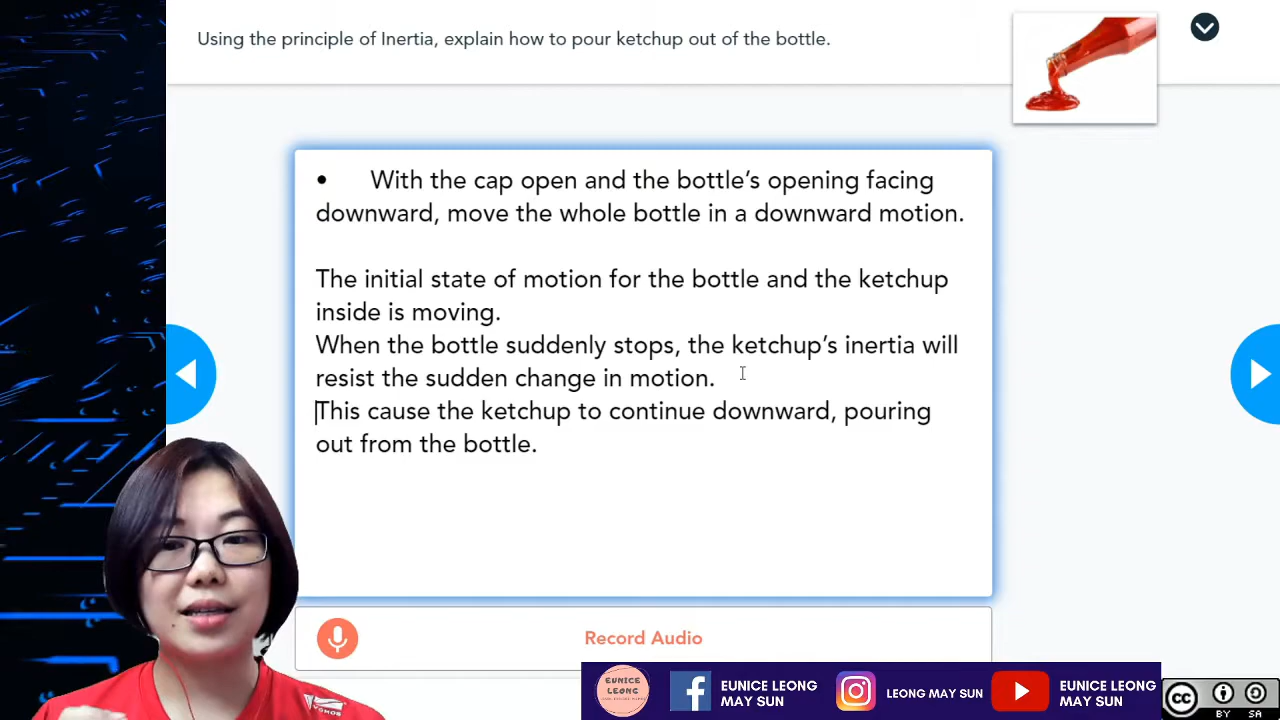 Using the principle of Inertia, explain how to pour ketchup out of the bottle.
• With the cap open and the bottle’s opening facing
downward, move the whole bottle in a downward motion.
The initial state of motion for the bottle and the ketchup
inside is moving.
When the bottle suddenly stops, the ketchup’s inertia will
resist the sudden change in motion.
This cause the ketchup to continue downward, pouring
out from the bottle.
Record Audio
EUNICE
LEONG
EUNICE LEONG
MAY SUN
LEONG MAY SUN
EUNICE LEONG
MAY SUN
cc
BY SA